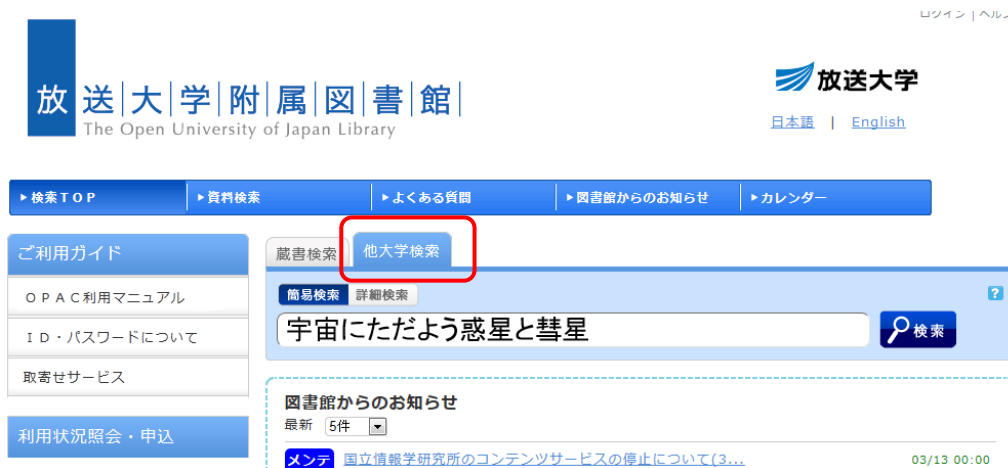 ログイン | ヘル
放送大学附属図書館
The Open University of Japan Library
放送大学
日本語 | English
検索TOP
資料検索
よくある質問
図書館からのお知らせ
カレンダー
ご利用ガイド
OPAC利用マニュアル
ID・パスワードについて
取寄せサービス
利用状況照会・申込
蔵書検索
他大学検索
簡易検索 詳細検索
?
宇宙にただよう惑星と彗星
検索
図書館からのお知らせ
最新 5件
メンテ 国立情報学研究所のコンテンツサービスの停止について(3... 03/13 00:00